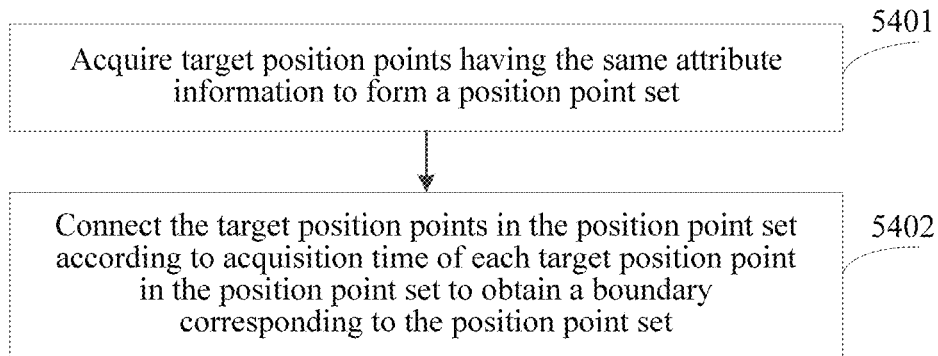 5401
Acquire target position points having the same attribute
information to form a position point set
5402
Connect the target position points in the position point set
according to acquisition time of each target position point
in the position point set to obtain a boundary
corresponding to the position point set